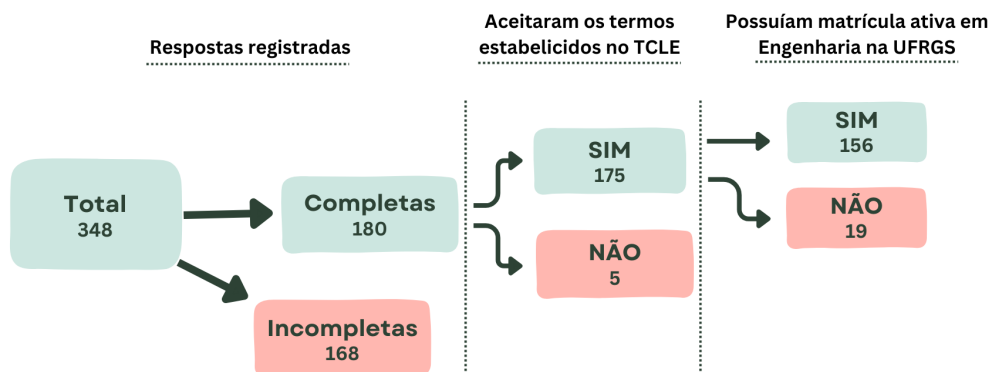 Respostas registradas
Aceitaram os termos
estabelicidos no TCLE
Possuíam matrícula ativa em
Engenharia na UFRGS
Total
348
Completas
180
Incompletas
168
SIM
175
NÃO
5
SIM
156
NÃO
19